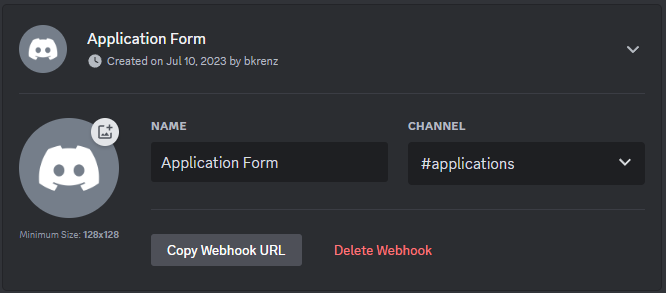 Application Form
Created on Jul 10, 2023 by bkrenz
NAME
CHANNEL
Application Form
#applications
Minimum Size: 128x128
Copy Webhook URL
Delete Webhook